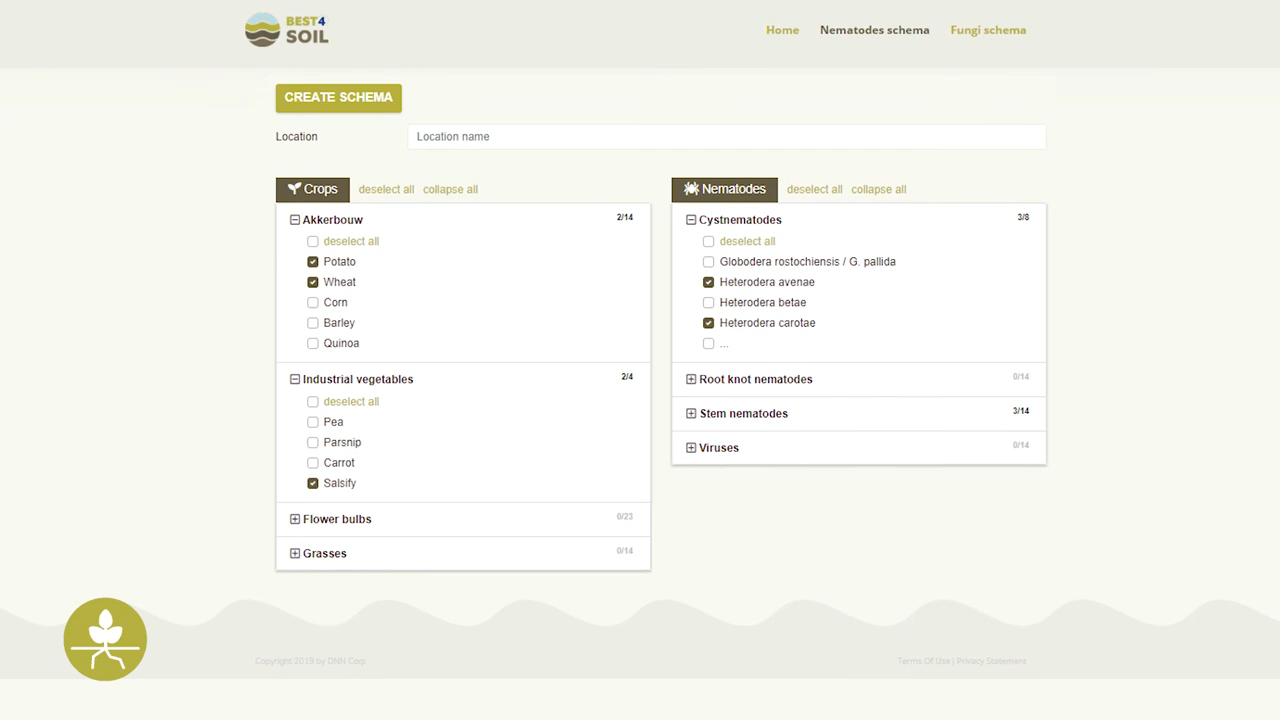 BEST4
SOIL
Home
Nematodes schema
Fungi schema
CREATE SCHEMA
Location
Location name
Crops
deselect all
collapse all
Akkerbouw
2/14
deselect all
Potato
Wheat
Corn
Barley
Quinoa
Industrial vegetables
2/4
deselect all
Pea
Parsnip
Carrot
Salsify
Flower bulbs
0/23
Grasses
0/14
Nematodes
deselect all
collapse all
Cystnematodes
3/8
deselect all
Globodera rostochiensis / G. pallida
Heterodera avenae
Heterodera betae
Heterodera carotae
...
Root knot nematodes
0/14
Stem nematodes
3/14
Viruses
0/14
Copyright 2019 by DNN Corp
Terms Of Use | Privacy Statement